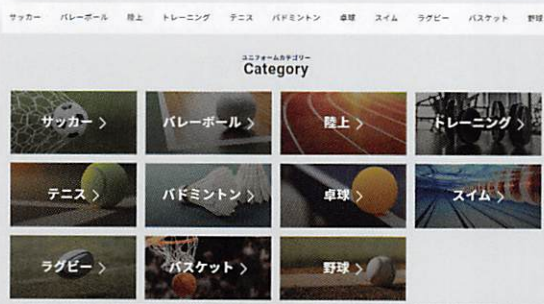 サッカー バレーボール 陸上 トレーニング テニス バドミントン 卓球 スイム ラグビー バスケット 野球
ユニフォームカテゴリー
Category
サッカー > バレーボール > 陸上 > トレーニング >
テニス > バドミントン > 卓球 > スイム >
ラグビー > バスケット > 野球 >